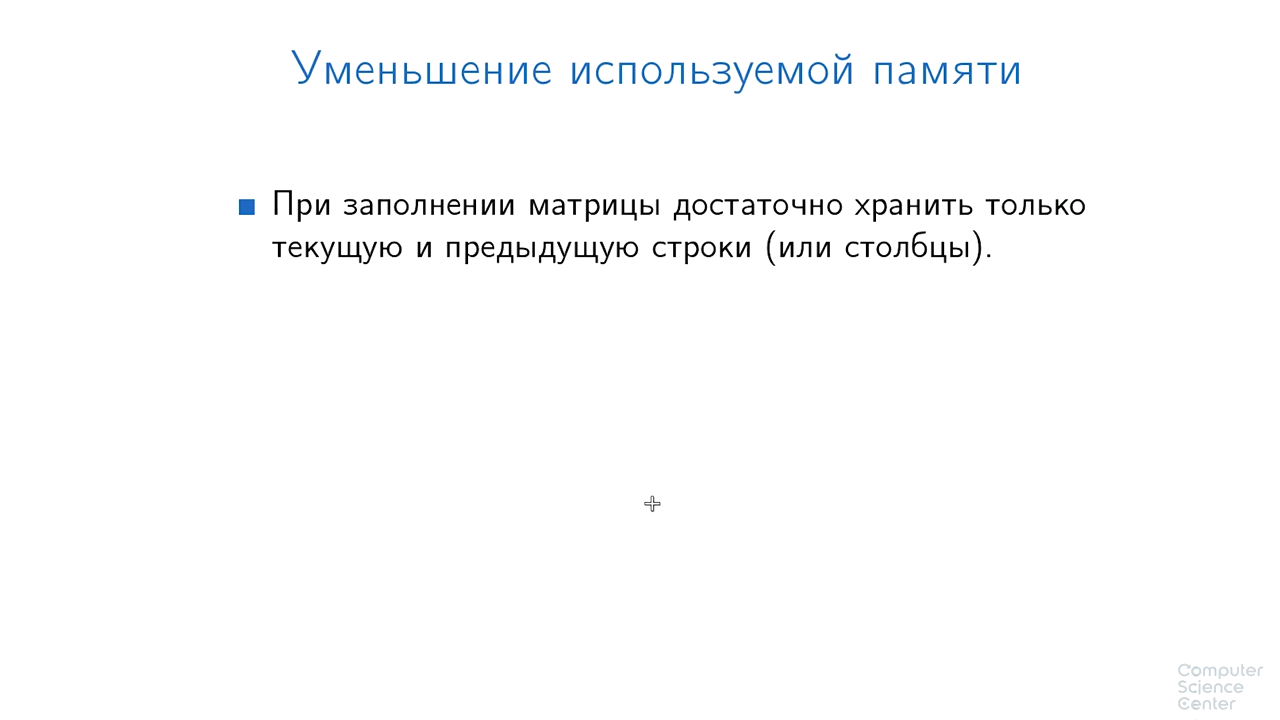 Уменьшение используемой памяти
При заполнении матрицы достаточно хранить только
текущую и предыдущую строки (или столбцы).
Computer
Science
Center